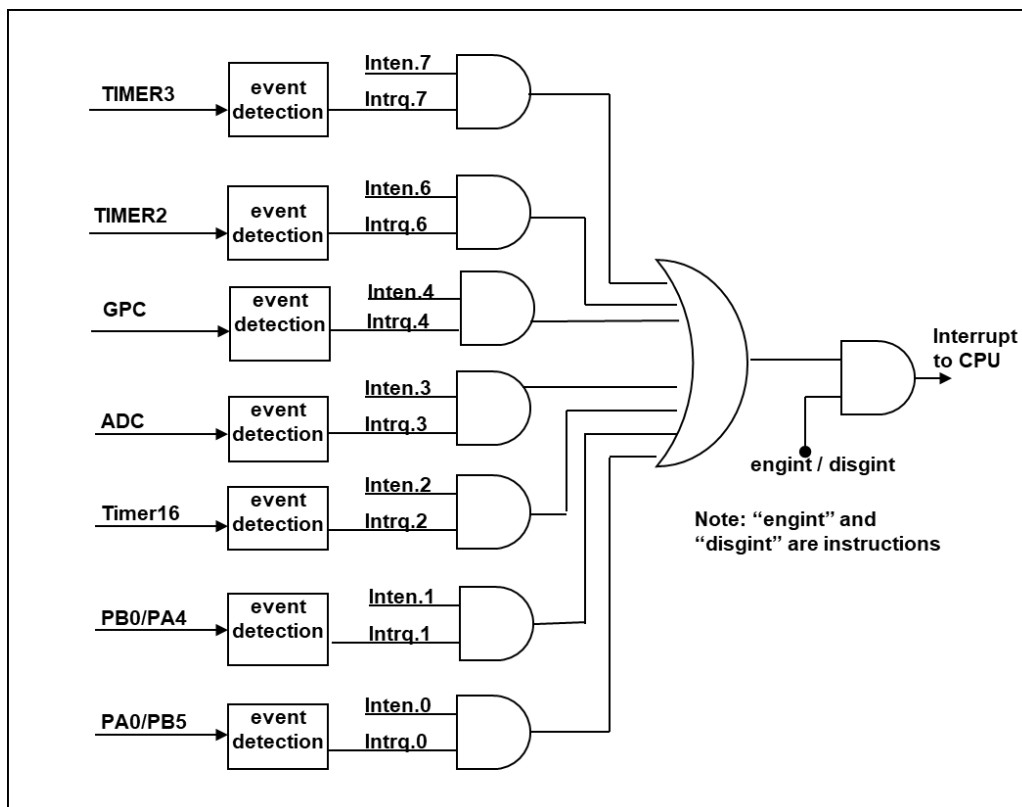 TIMER3
event
detection
Inten.7
Intrq.7
TIMER2
event
detection
Inten.6
Intrq.6
GPC
event
detection
Inten.4
Intrq.4
ADC
event
detection
Inten.3
Intrq.3
Timer16
event
detection
Inten.2
Intrq.2
PB0/PA4
event
detection
Inten.1
Intrq.1
PA0/PB5
event
detection
Inten.0
Intrq.0
Interrupt
to CPU
engint / disgint
Note: “engint” and
“disgint” are instructions